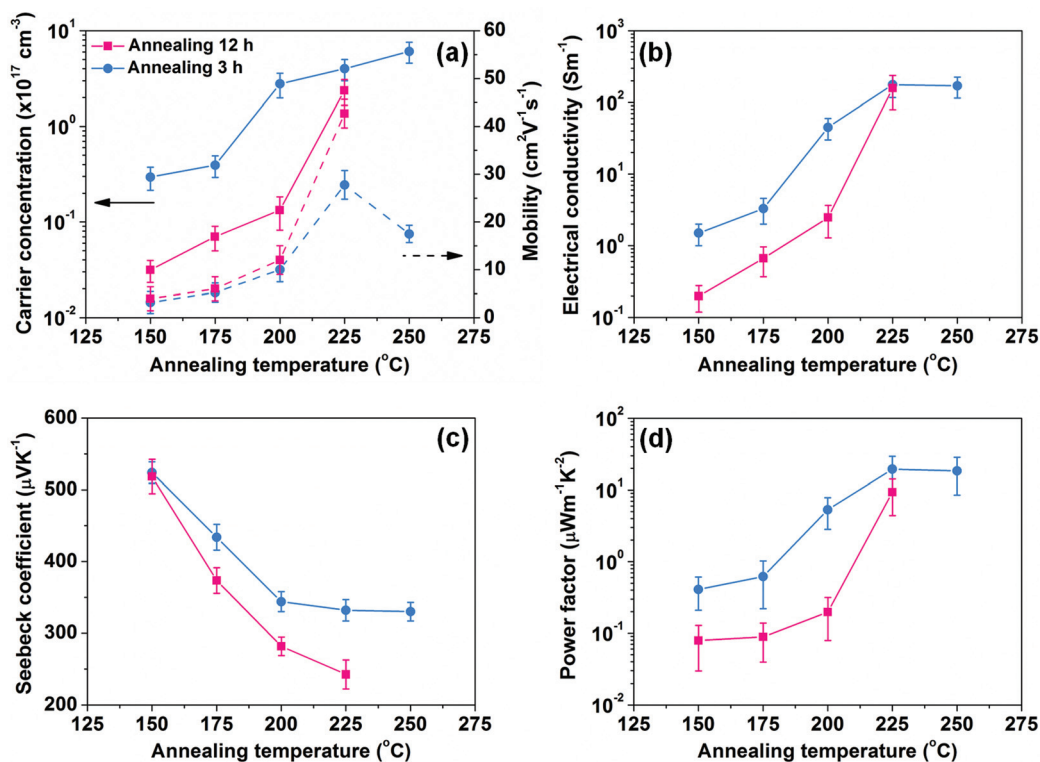 (a)
Annealing 12 h
Annealing 3 h
Carrier concentration (x10^17 cm^-3)
10^1
10^0
10^-1
10^-2
60
50
40
30
20
10
0
Mobility (cm^2V^-1s^-1)
125 150 175 200 225 250 275
Annealing temperature (°C)
(b)
Electrical conductivity (Sm^-1)
10^3
10^2
10^1
10^0
10^-1
125 150 175 200 225 250 275
Annealing temperature (°C)
(c)
Seebeck coefficient (μVK^-1)
600
500
400
300
200
125 150 175 200 225 250 275
Annealing temperature (°C)
(d)
Power factor (μWm^-1K^-2)
10^2
10^1
10^0
10^-1
10^-2
125 150 175 200 225 250 275
Annealing temperature (°C)